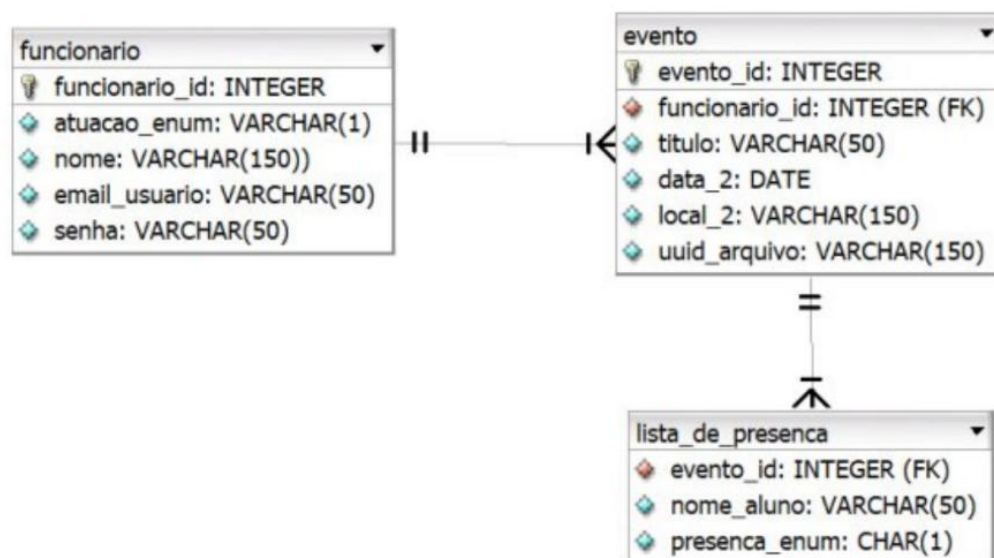 funcionario
funcionario_id: INTEGER
atuacao_enum: VARCHAR(1)
nome: VARCHAR(150))
email_usuario: VARCHAR(50)
senha: VARCHAR(50)
evento
evento_id: INTEGER
funcionario_id: INTEGER (FK)
titulo: VARCHAR(50)
data_2: DATE
local_2: VARCHAR(150)
uuid_arquivo: VARCHAR(150)
lista_de_presenca
evento_id: INTEGER (FK)
nome_aluno: VARCHAR(50)
presenca_enum: CHAR(1)